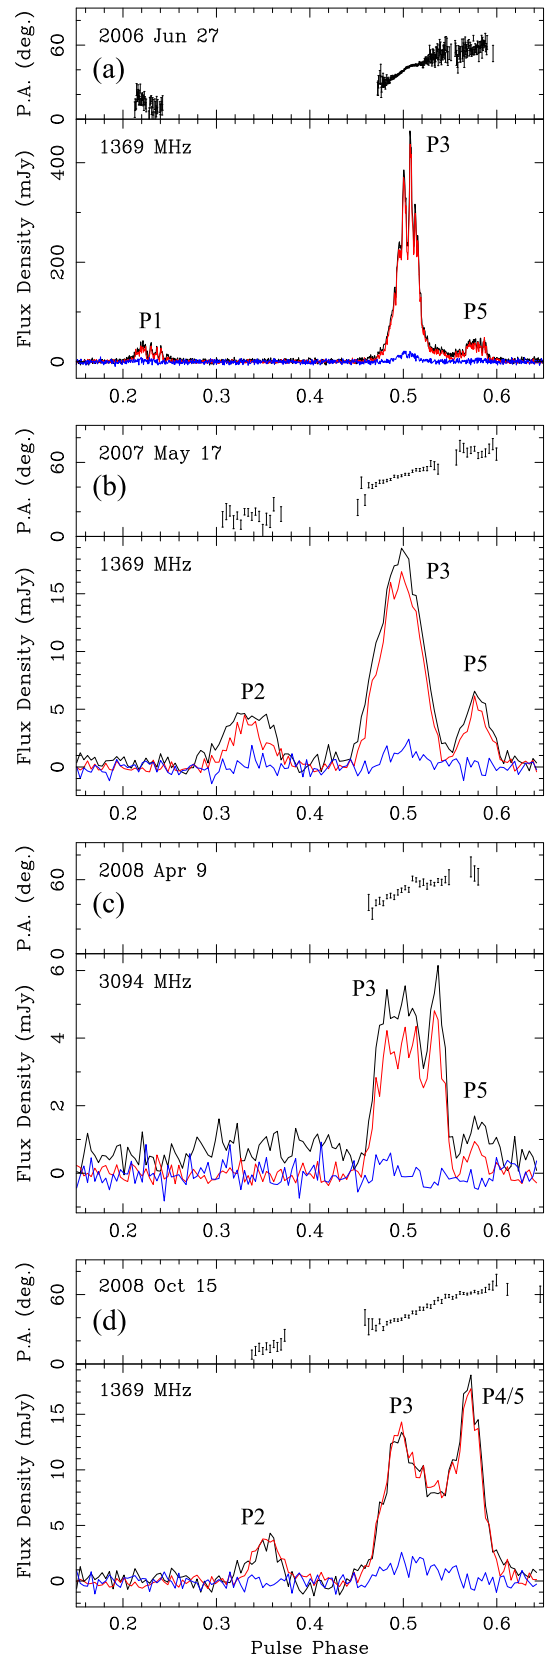 2006 Jun 27
(a)
P.A. (deg.)
60
0
1369 MHz
P3
P1
P5
Flux Density (mJy)
400
200
0
0.2 0.3 0.4 0.5 0.6
2007 May 17
(b)
P.A. (deg.)
60
0
1369 MHz
P3
P5
P2
Flux Density (mJy)
15
10
5
0
0.2 0.3 0.4 0.5 0.6
2008 Apr 9
(c)
P.A. (deg.)
60
0
3094 MHz
P3
P5
Flux Density (mJy)
6
4
2
0
0.2 0.3 0.4 0.5 0.6
2008 Oct 15
(d)
P.A. (deg.)
60
0
1369 MHz
P3
P4/5
P2
Flux Density (mJy)
15
10
5
0
0.2 0.3 0.4 0.5 0.6
Pulse Phase